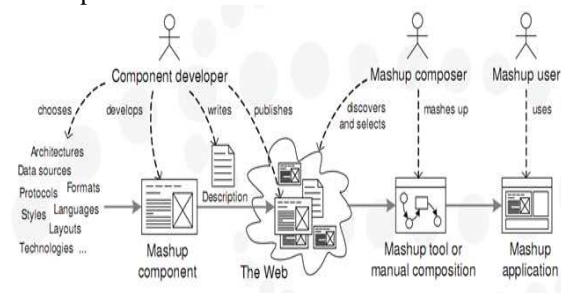 Component developer
Mashup composer
Mashup user
chooses
develops
writes
publishes
discovers
and selects
mashes up
uses
Architectures
Data sources
Protocols Formats
Styles Languages
Layouts
Technologies ...
Description
Mashup
component
The Web
Mashup tool or
manual composition
Mashup
application